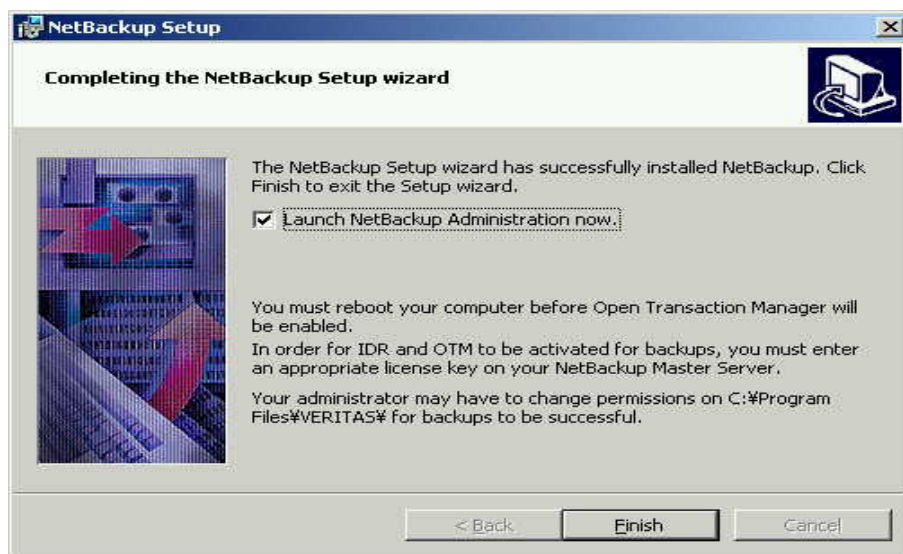 NetBackup Setup
Completing the NetBackup Setup wizard
The NetBackup Setup wizard has successfully installed NetBackup. Click
Finish to exit the Setup wizard.
Launch NetBackup Administration now.
You must reboot your computer before Open Transaction Manager will
be enabled.
In order for IDR and OTM to be activated for backups, you must enter
an appropriate license key on your NetBackup Master Server.
Your administrator may have to change permissions on C:¥Program
Files¥VERITAS¥ for backups to be successful.
< Back Finish Cancel